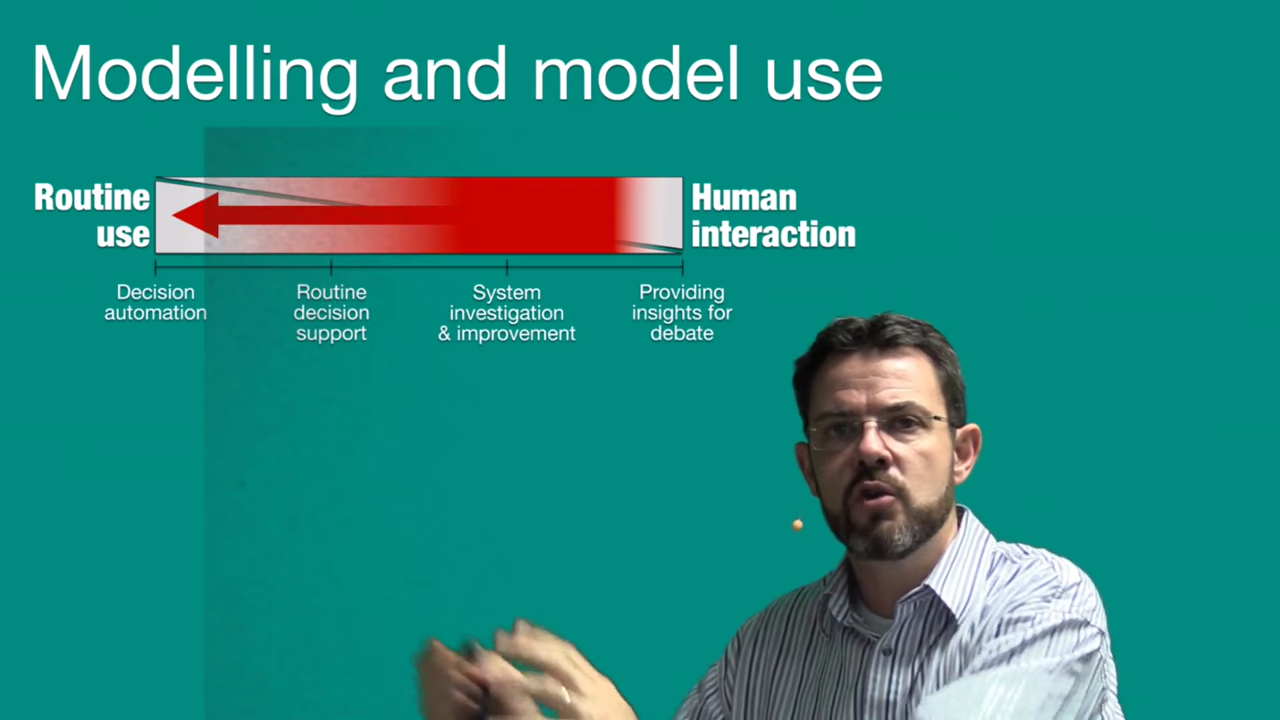 Modelling and model use
Routine
use
Human
interaction
Decision
automation
Routine
decision
support
System
investigation
& improvement
Providing
insights for
debate